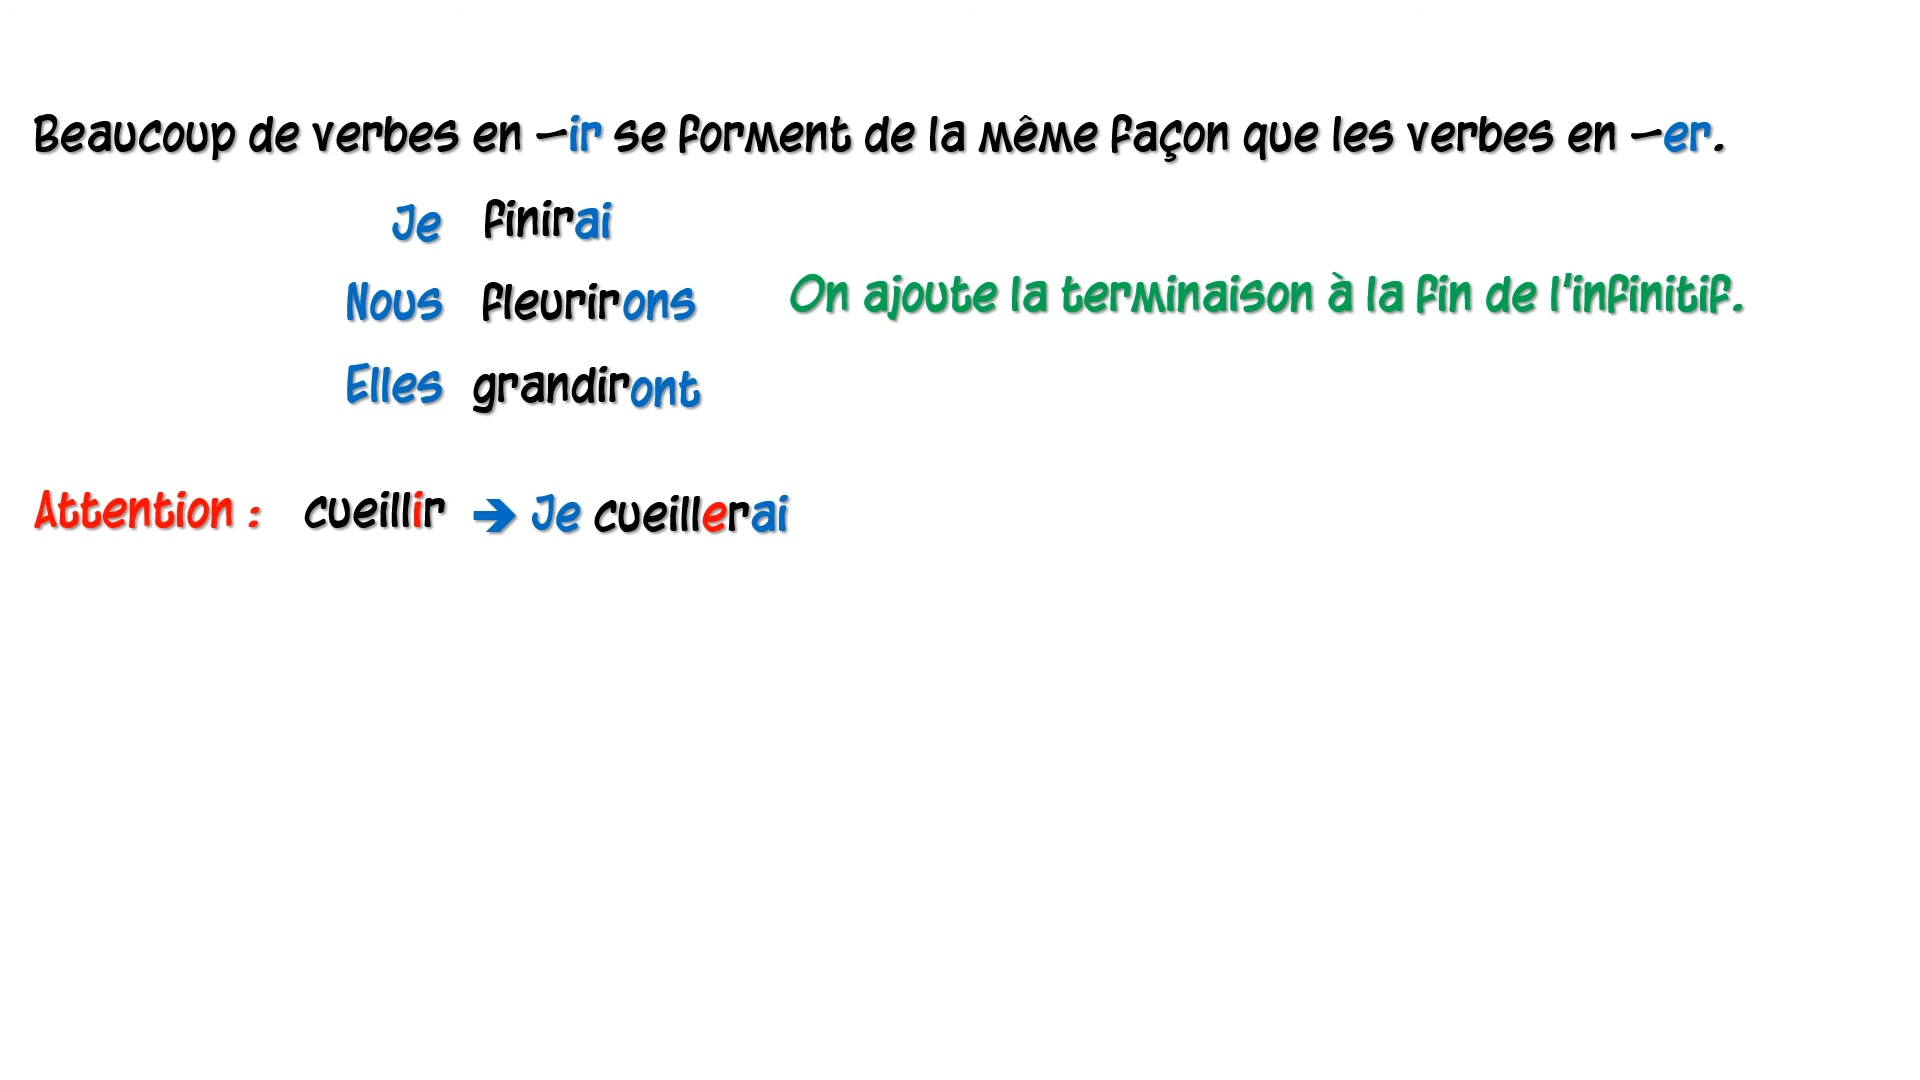 Beaucoup de verbes en –ir se forment de la même façon que les verbes en –er.
Je finirai
Nous fleurirons
On ajoute la terminaison à la fin de l'infinitif.
Elles grandiront
Attention : cueillir ➔ Je cueillerai